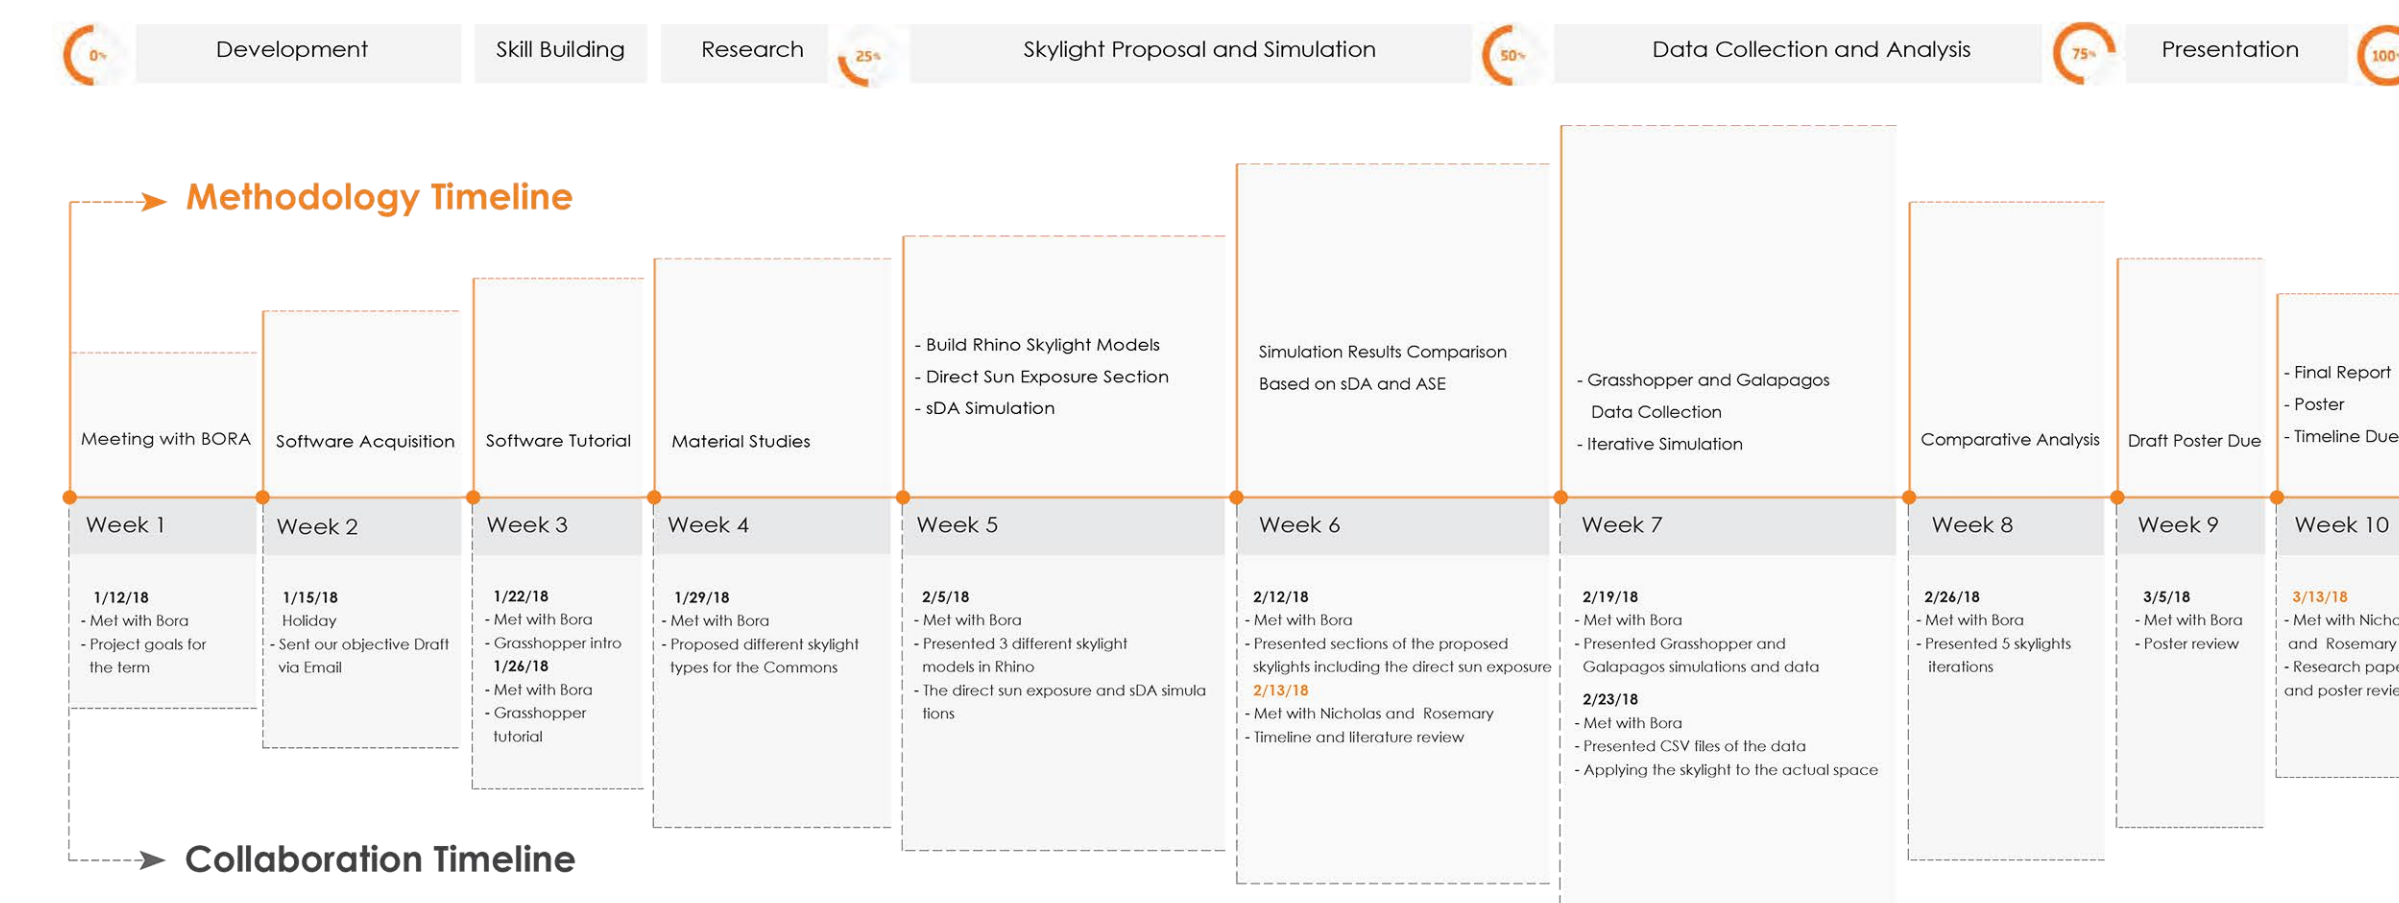 0%
Development
Skill Building
Research
25%
Skylight Proposal and Simulation
50%
Data Collection and Analysis
75%
Presentation
100%
Methodology Timeline
Meeting with BORA
Software Acquisition
Software Tutorial
Material Studies
- Build Rhino Skylight Models
- Direct Sun Exposure Section
- sDA Simulation
Simulation Results Comparison
Based on sDA and ASE
- Grasshopper and Galapagos
Data Collection
- Iterative Simulation
Comparative Analysis
Draft Poster Due
- Final Report
- Poster
- Timeline Due
Week 1
Week 2
Week 3
Week 4
Week 5
Week 6
Week 7
Week 8
Week 9
Week 10
1/12/18
- Met with Bora
- Project goals for
the term
1/15/18
Holiday
- Sent our objective Draft
via Email
1/22/18
- Met with Bora
- Grasshopper intro
1/26/18
- Met with Bora
- Grasshopper
tutorial
1/29/18
- Met with Bora
- Proposed different skylight
types for the Commons
2/5/18
- Met with Bora
- Presented 3 different skylight
models in Rhino
- The direct sun exposure and sDA simula
tions
2/12/18
- Met with Bora
- Presented sections of the proposed
skylights including the direct sun exposure
2/13/18
- Met with Nicholas and Rosemary
- Timeline and literature review
2/19/18
- Met with Bora
- Presented Grasshopper and
Galapagos simulations and data
2/23/18
- Met with Bora
- Presented CSV files of the data
- Applying the skylight to the actual space
2/26/18
- Met with Bora
- Presented 5 skylights
iterations
3/5/18
- Met with Bora
- Poster review
3/13/18
- Met with
and Rosemary
- Research
and poster
Collaboration Timeline